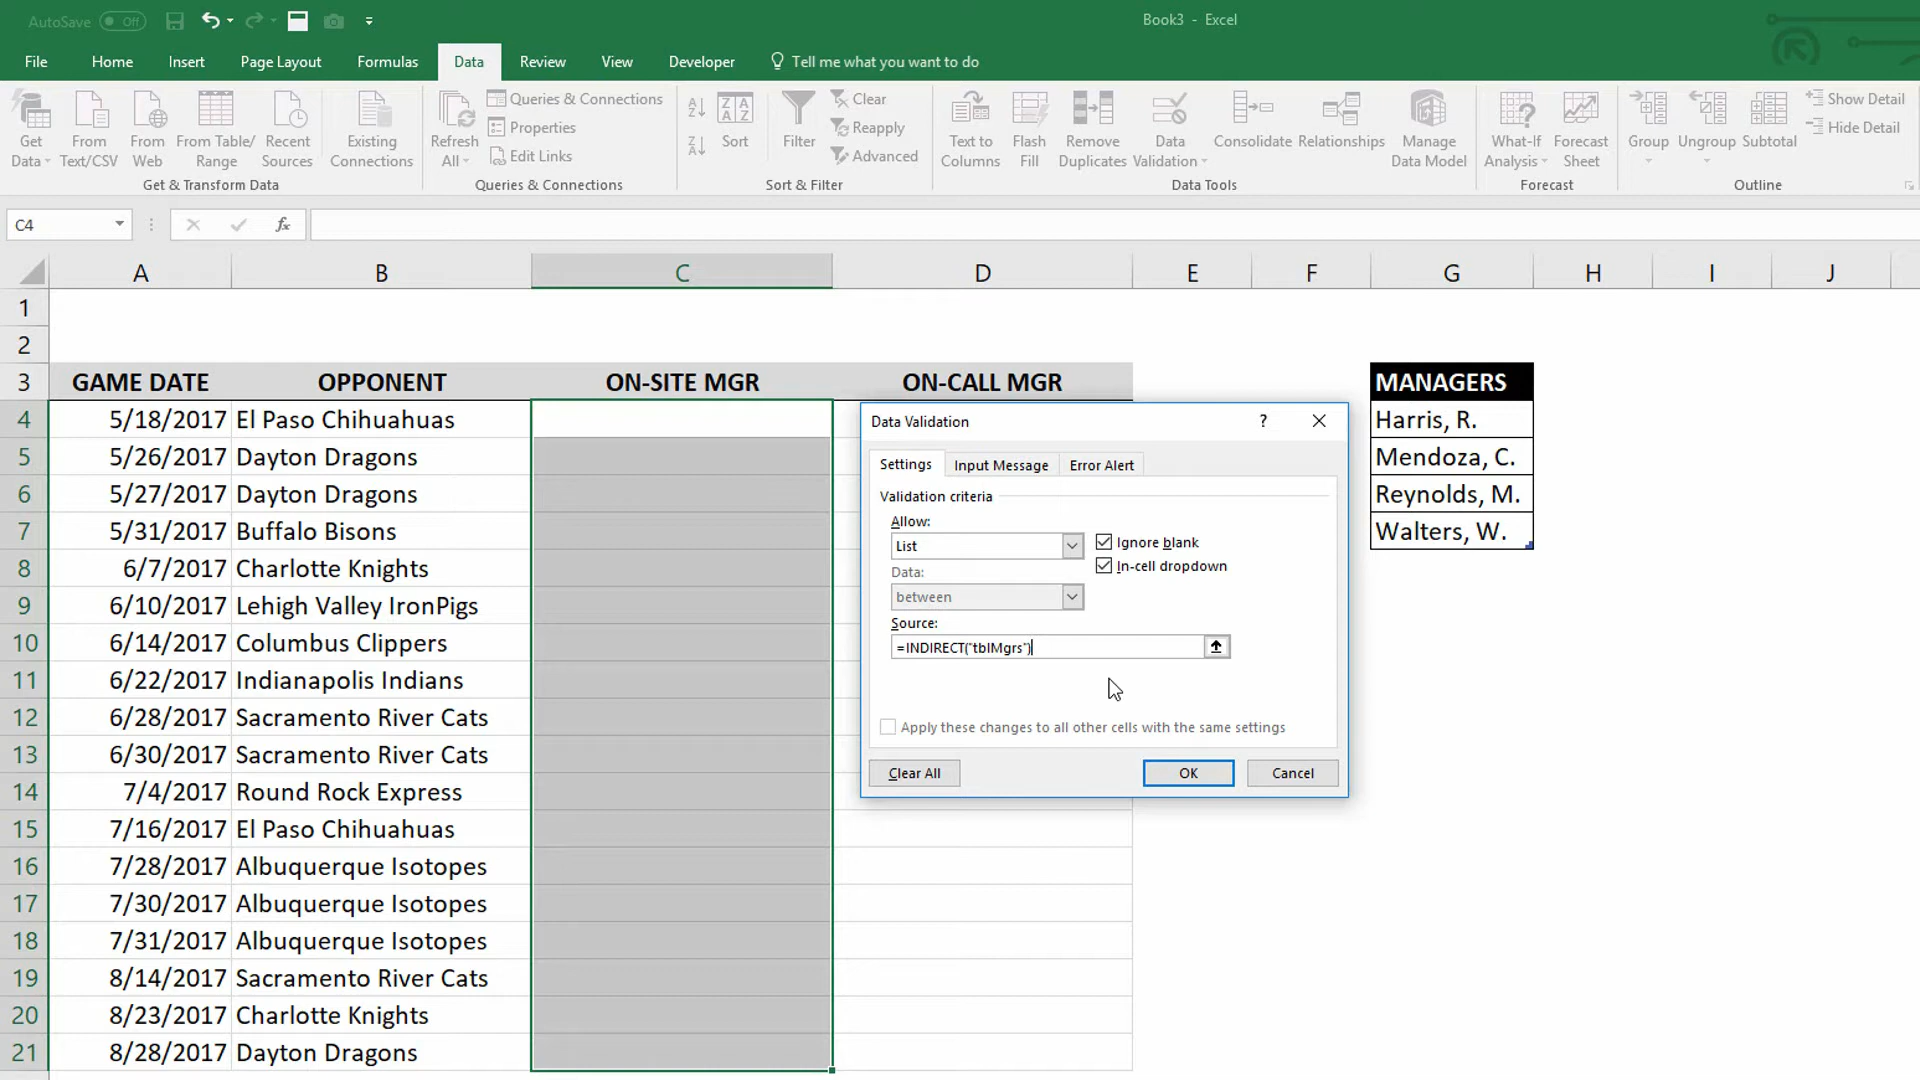 AutoSave Off
Book3 - Excel
File Home Insert Page Layout Formulas Data Review View Developer Tell me what you want to do
Get Data
From Text/CSV
From Web
From Table/ Range
Recent Sources
Existing Connections
Get & Transform Data
Refresh All
Queries & Connections
Properties
Edit Links
Queries & Connections
Sort
Filter
Clear
Reapply
Advanced
Sort & Filter
Text to Columns
Flash Fill
Remove Duplicates
Data Validation
Consolidate
Relationships
Manage Data Model
Data Tools
What-If Analysis
Forecast Sheet
Forecast
Group
Ungroup
Subtotal
Show Detail
Hide Detail
Outline
C4 fx
A B C D E F G H I J
1
2
3 GAME DATE OPPONENT ON-SITE MGR ON-CALL MGR MANAGERS
4 5/18/2017 El Paso Chihuahuas Harris, R.
5 5/26/2017 Dayton Dragons Mendoza, C.
6 5/27/2017 Dayton Dragons Reynolds, M.
7 5/31/2017 Buffalo Bisons Walters, W.
8 6/7/2017 Charlotte Knights
9 6/10/2017 Lehigh Valley IronPigs
10 6/14/2017 Columbus Clippers
11 6/22/2017 Indianapolis Indians
12 6/28/2017 Sacramento River Cats
13 6/30/2017 Sacramento River Cats
14 7/4/2017 Round Rock Express
15 7/16/2017 El Paso Chihuahuas
16 7/28/2017 Albuquerque Isotopes
17 7/30/2017 Albuquerque Isotopes
18 7/31/2017 Albuquerque Isotopes
19 8/14/2017 Sacramento River Cats
20 8/23/2017 Charlotte Knights
21 8/28/2017 Dayton Dragons
Data Validation ?
Settings Input Message Error Alert
Validation criteria
Allow:
List
Ignore blank
In-cell dropdown
Data:
between
Source:
=INDIRECT("tblMgrs")
Apply these changes to all other cells with the same settings
Clear All OK Cancel